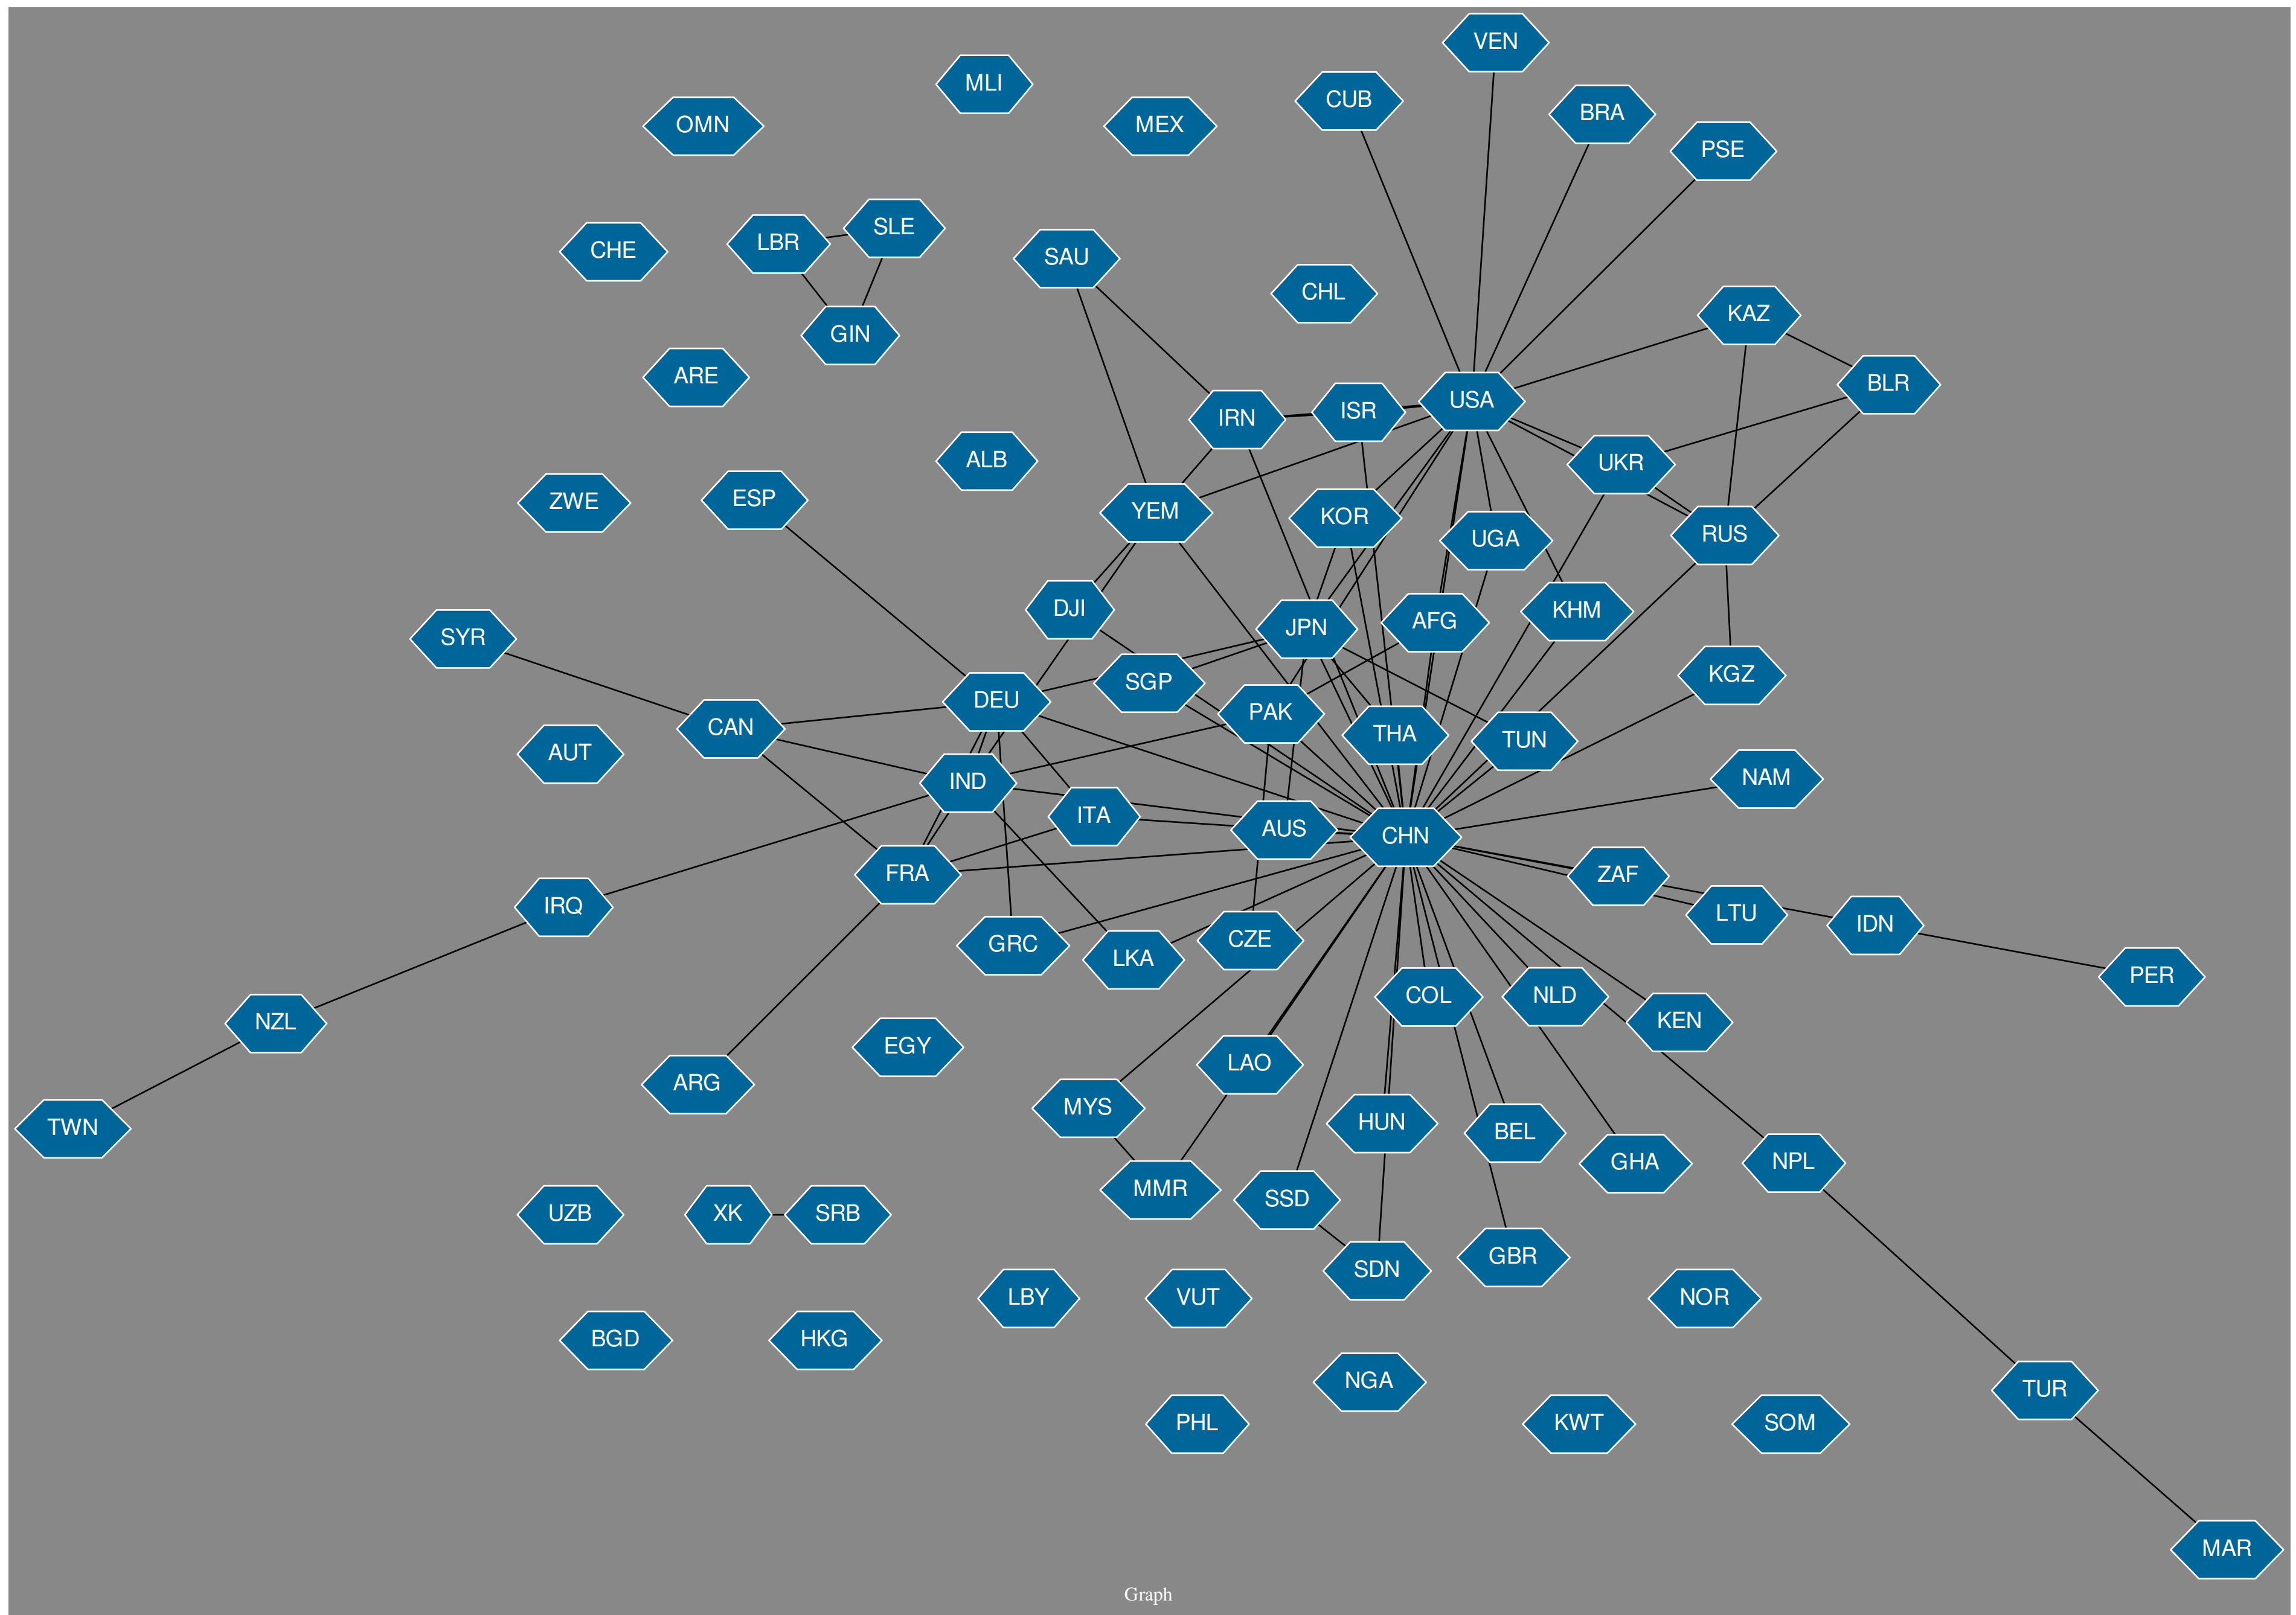 VEN
MLI
CUB
BRA
OMN
MEX
PSE
SLE
LBR
CHE
SAU
CHL
KAZ
GIN
ARE
BLR
USA
ISR
IRN
ALB
UKR
ESP
ZWE
YEM
KOR
RUS
UGA
DJI
KHM
AFG
JPN
SYR
KGZ
SGP
DEU
PAK
CAN
THA
TUN
AUT
NAM
IND
ITA
AUS
CHN
FRA
ZAF
IRQ
LTU
IDN
CZE
GRC
LKA
PER
COL
NLD
KEN
NZL
EGY
LAO
ARG
MYS
HUN
TWN
BEL
GHA
NPL
MMR
SSD
UZB
XK
SRB
GBR
SDN
LBY
VUT
NOR
BGD
HKG
NGA
TUR
PHL
KWT
SOM
MAR
Graph